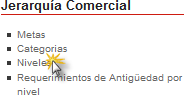 Jerarquía Comercial
Metas
Categorias
Niveles
Requerimientos de Antigüedad por
nivel